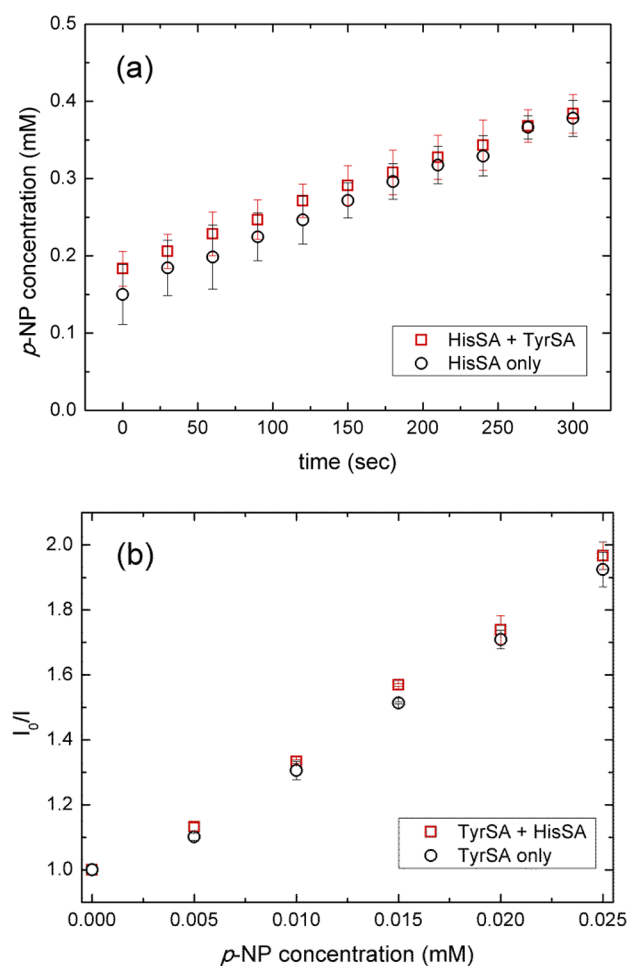 (a)
p-NP concentration (mM)
0.5
0.4
0.3
0.2
0.1
0.0
HisSA + TyrSA
HisSA only
0 50 100 150 200 250 300
time (sec)
(b)
I₀/I
2.0
1.8
1.6
1.4
1.2
1.0
TyrSA + HisSA
TyrSA only
0.000 0.005 0.010 0.015 0.020 0.025
p-NP concentration (mM)